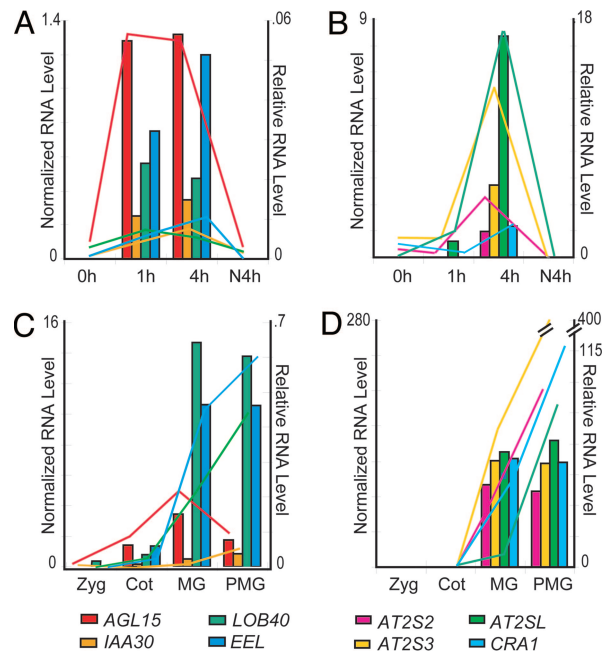 A
1.4
.06
Normalized RNA Level
Relative RNA Level
0
0
0h 1h 4h N4h
B
9
18
Normalized RNA Level
Relative RNA Level
0
0
0h 1h 4h N4h
C
16
.7
Normalized RNA Level
Relative RNA Level
0
0
Zyg Cot MG PMG
D
280
400
115
Normalized RNA Level
Relative RNA Level
0
0
Zyg Cot MG PMG
AGL15 LOB40
IAA30 EEL
AT2S2 AT2SL
AT2S3 CRA1